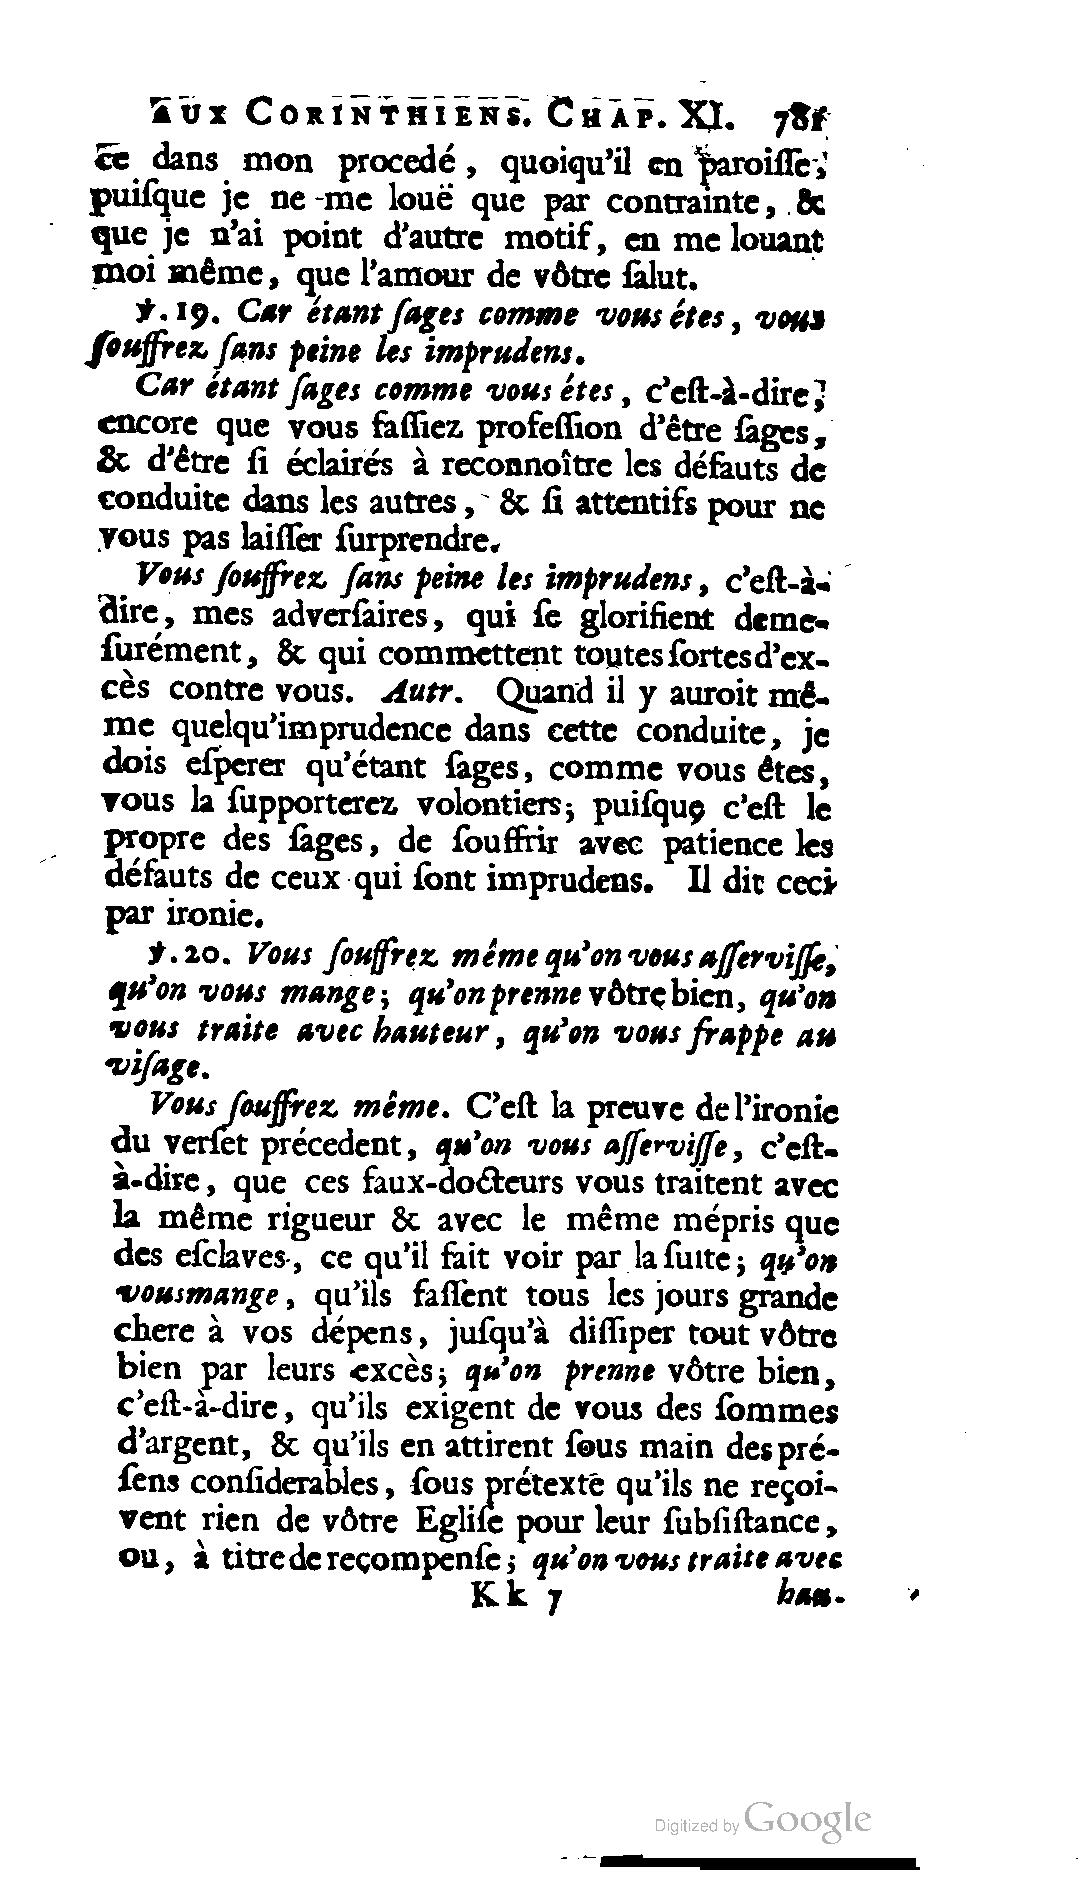 AUX CORINTHIENS. CHAP. XI. 781
ce dans mon procedé, quoiqu'il en paroiſſe;
puiſque je ne me louë que par contrainte, &
que je n'ai point d'autre motif, en me louant
moi même, que l'amour de vôtre ſalut.
℣.19. Car étant ſages comme vous étes, vous
ſouffrez ſans peine les imprudens.
Car étant ſages comme vous étes, c'eſt-à-dire,
encore que vous faſſiez profeſſion d'être ſages,
& d'être ſi éclairés à reconnoître les défauts de
conduite dans les autres, & ſi attentifs pour ne
vous pas laiſſer ſurprendre.
Vous ſouffrez ſans peine les imprudens, c'eſt-à-
dire, mes adverſaires, qui ſe glorifient deme-
ſurément, & qui commettent toutes ſortes d'ex-
cès contre vous. Autr. Quand il y auroit mê-
me quelqu'imprudence dans cette conduite, je
dois eſperer qu'étant ſages, comme vous êtes,
vous la ſupporterez volontiers; puiſque c'eſt le
propre des ſages, de ſouffrir avec patience les
défauts de ceux qui ſont imprudens. Il dit ceci
par ironie.
℣.20. Vous ſouffrez même qu'on vous aſſerviſſe,
qu'on vous mange; qu'on prenne vôtre bien, qu'on
vous traite avec hauteur, qu'on vous frappe au
viſage.
Vous ſouffrez même. C'eſt la preuve de l'ironie
du verſet précedent, qu'on vous aſſerviſſe, c'eſt-
à-dire, que ces faux-docteurs vous traitent avec
la même rigueur & avec le même mépris que
des eſclaves, ce qu'il fait voir par la ſuite; qu'on
vous mange, qu'ils faſſent tous les jours grande
chere à vos dépens, juſqu'à diſſiper tout vôtre
bien par leurs excès; qu'on prenne vôtre bien,
c'eſt-à-dire, qu'ils exigent de vous des ſommes
d'argent, & qu'ils en attirent ſous main des pré-
ſens conſiderables, ſous prétexte qu'ils ne reçoi-
vent rien de vôtre Egliſe pour leur ſubſiſtance,
ou, à titre de reçompenſe; qu'on vous traite avec
Kk 7 hau-
Digitized by Google